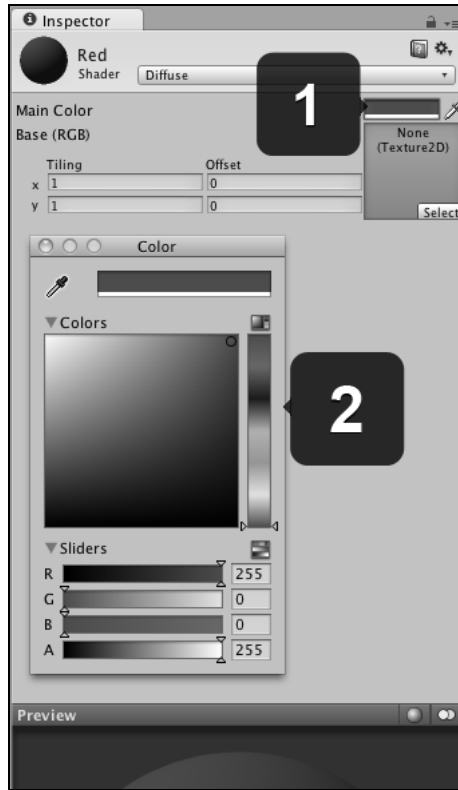 Inspector
Red
Shader
Diffuse
1
Main Color
Base (RGB)
None
(Texture2D)
Tiling
Offset
x 1
0
y 1
0
Select
Color
Colors
2
Sliders
R
255
G
0
B
0
A
255
Preview